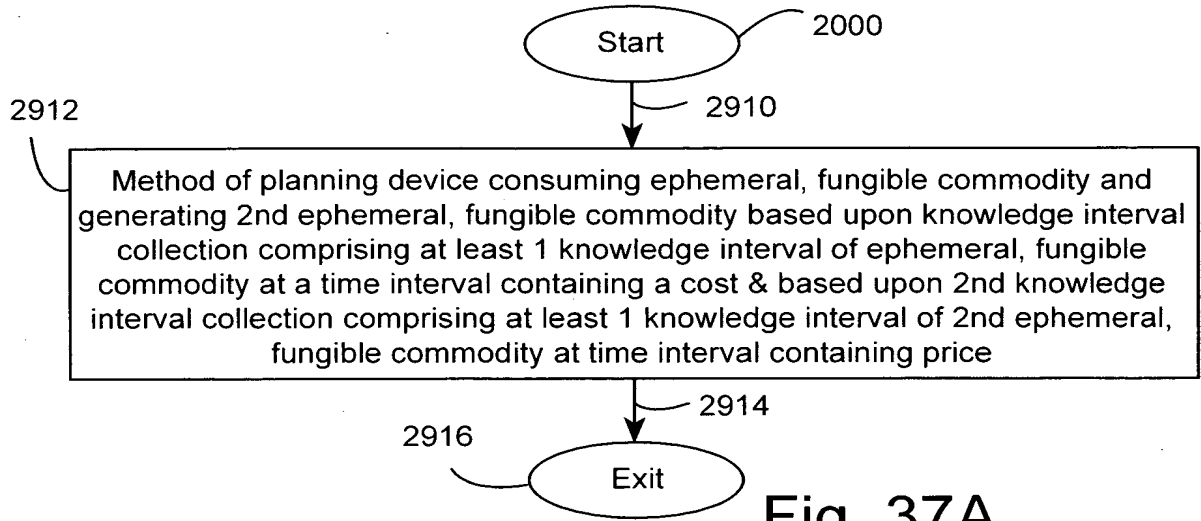 Start
2000
2910
2912
Method of planning device consuming ephemeral, fungible commodity and
generating 2nd ephemeral, fungible commodity based upon knowledge interval
collection comprising at least 1 knowledge interval of ephemeral, fungible
commodity at a time interval containing a cost & based upon 2nd knowledge
interval collection comprising at least 1 knowledge interval of 2nd ephemeral,
fungible commodity at time interval containing price
2914
2916
Exit
Fig. 37A